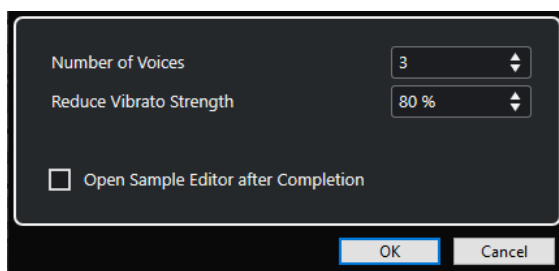 Number of Voices 3
Reduce Vibrato Strength 80 %
Open Sample Editor after Completion
OK Cancel